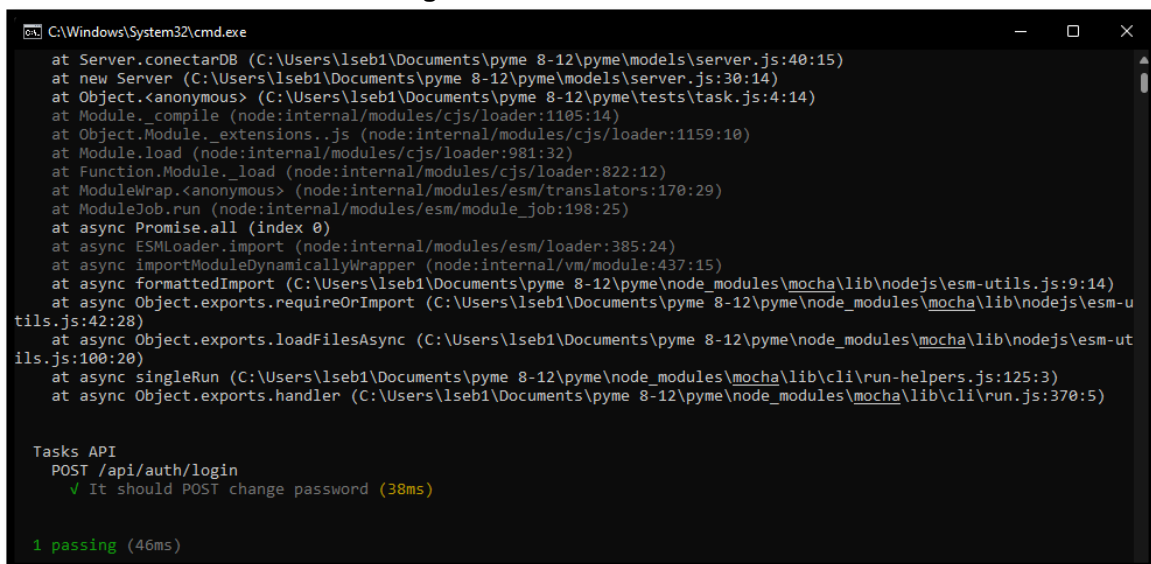 C:\Windows\System32\cmd.exe
at Server.conectarDB (C:\Users\lseb1\Documents\pyme 8-12\pyme\models\server.js:40:15)
at new Server (C:\Users\lseb1\Documents\pyme 8-12\pyme\models\server.js:30:14)
at Object.<anonymous> (C:\Users\lseb1\Documents\pyme 8-12\pyme\tests\task.js:4:14)
at Module._compile (node:internal/modules/cjs/loader:1105:14)
at Object.Module._extensions..js (node:internal/modules/cjs/loader:1159:10)
at Module.load (node:internal/modules/cjs/loader:981:32)
at Function.Module._load (node:internal/modules/cjs/loader:822:12)
at ModuleWrap.<anonymous> (node:internal/modules/esm/translators:170:29)
at ModuleJob.run (node:internal/modules/esm/module_job:198:25)
at async Promise.all (index 0)
at async ESMLoader.import (node:internal/modules/esm/loader:385:24)
at async importModuleDynamicallyWrapper (node:internal/vm/module:437:15)
at async formattedImport (C:\Users\lseb1\Documents\pyme 8-12\pyme\node_modules\mocha\lib\nodejs\esm-utils.js:9:14)
at async Object.exports.requireOrImport (C:\Users\lseb1\Documents\pyme 8-12\pyme\node_modules\mocha\lib\nodejs\esm-u
tils.js:42:28)
at async Object.exports.loadFilesAsync (C:\Users\lseb1\Documents\pyme 8-12\pyme\node_modules\mocha\lib\nodejs\esm-ut
ils.js:100:20)
at async singleRun (C:\Users\lseb1\Documents\pyme 8-12\pyme\node_modules\mocha\lib\cli\run-helpers.js:125:3)
at async Object.exports.handler (C:\Users\lseb1\Documents\pyme 8-12\pyme\node_modules\mocha\lib\cli\run.js:370:5)
Tasks API
POST /api/auth/login
√ It should POST change password (38ms)
1 passing (46ms)